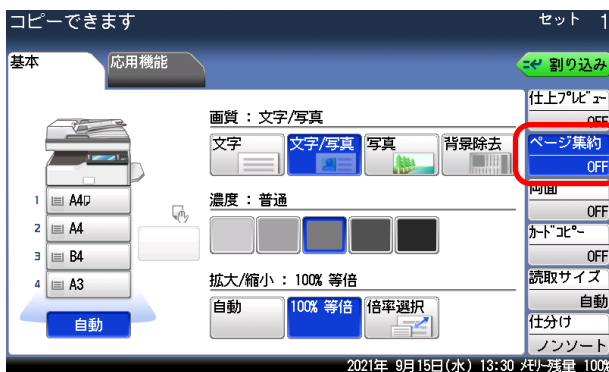 コピーできます
セット 1
基本
応用機能
割り込み
仕上プレビュー
OFF
ページ集約
OFF
両面
OFF
カードコピー
OFF
読取サイズ
自動
仕分け
ノンソート
画質：文字/写真
文字
文字/写真
写真
背景除去
濃度：普通
拡大/縮小：100% 等倍
自動
100% 等倍
倍率選択
1 A4
2 A4
3 B4
4 A3
自動
2021年 9月15日(水) 13:30 メモリー残量 100%